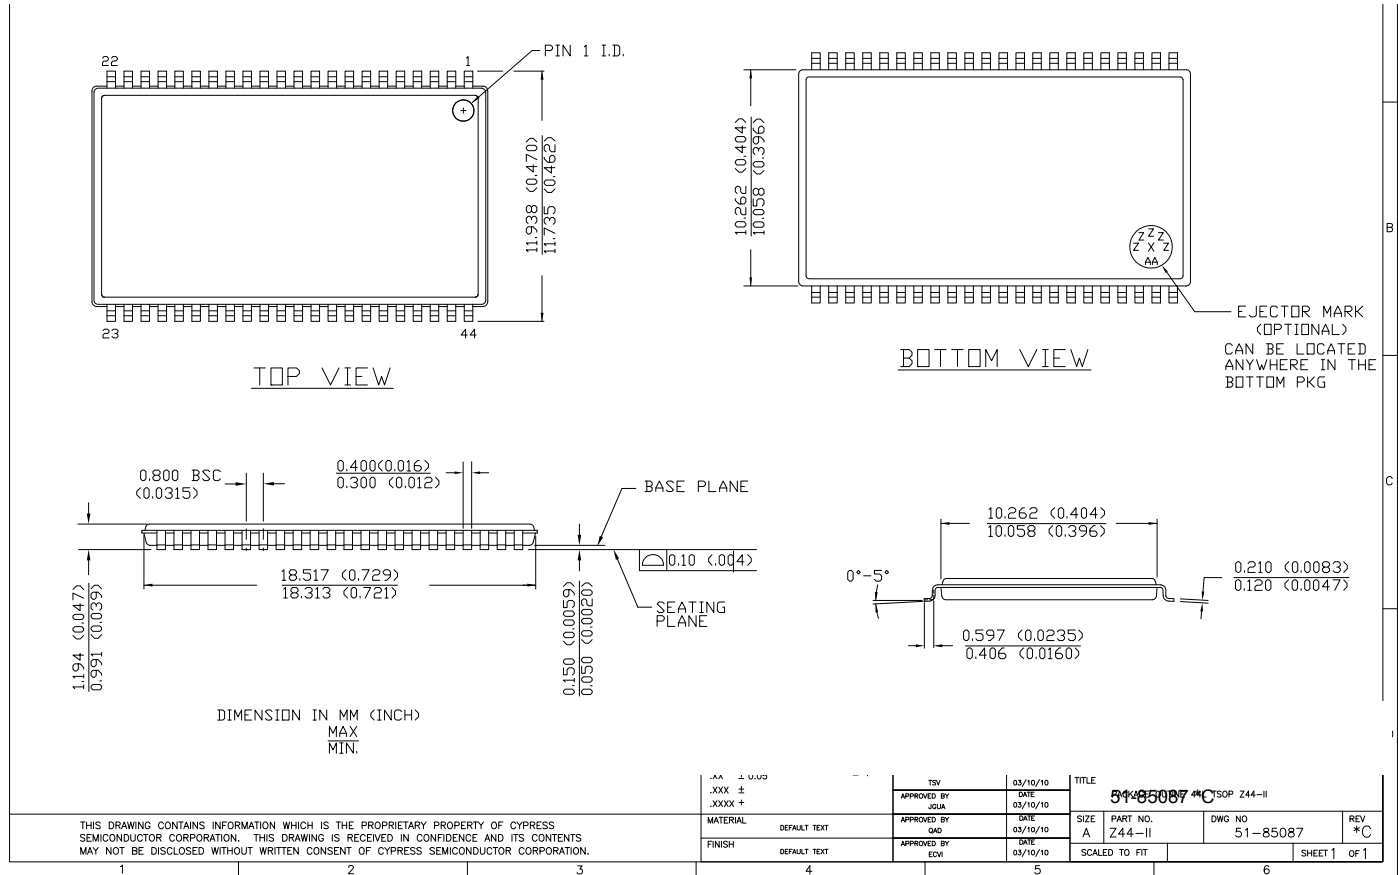 22
1
PIN 1 I.D.
11.938 (0.470)
11.735 (0.462)
23
44
TOP VIEW
10.262 (0.404)
10.058 (0.396)
Z Z Z
Z X Z
AA
EJECTOR MARK
(OPTIONAL)
CAN BE LOCATED
ANYWHERE IN THE
BOTTOM PKG
BOTTOM VIEW
B
C
0.800 BSC
(0.0315)
0.400(0.016)
0.300 (0.012)
BASE PLANE
0.10 (.004)
SEATING
PLANE
18.517 (0.729)
18.313 (0.721)
1.194 (0.047)
0.991 (0.039)
0.150 (0.0059)
0.050 (0.0020)
10.262 (0.404)
10.058 (0.396)
0°-5°
0.210 (0.0083)
0.120 (0.0047)
0.597 (0.0235)
0.406 (0.0160)
DIMENSION IN MM (INCH)
MAX
MIN.
.XX ± 0.05
.XXX ±
.XXXX +
MATERIAL
DEFAULT TEXT
FINISH
DEFAULT TEXT
TSV
03/10/10
APPROVED BY
JGUA
DATE
03/10/10
APPROVED BY
QAD
DATE
03/10/10
APPROVED BY
ECVI
DATE
03/10/10
TITLE
TSOP Z44-II
51-85087 *C
SIZE
A
PART NO.
Z44-II
DWG NO
51-85087
REV
*C
SCALED TO FIT
SHEET 1 OF 1
THIS DRAWING CONTAINS INFORMATION WHICH IS THE PROPRIETARY PROPERTY OF CYPRESS
SEMICONDUCTOR CORPORATION. THIS DRAWING IS RECEIVED IN CONFIDENCE AND ITS CONTENTS
MAY NOT BE DISCLOSED WITHOUT WRITTEN CONSENT OF CYPRESS SEMICONDUCTOR CORPORATION.
1
2
3
4
5
6